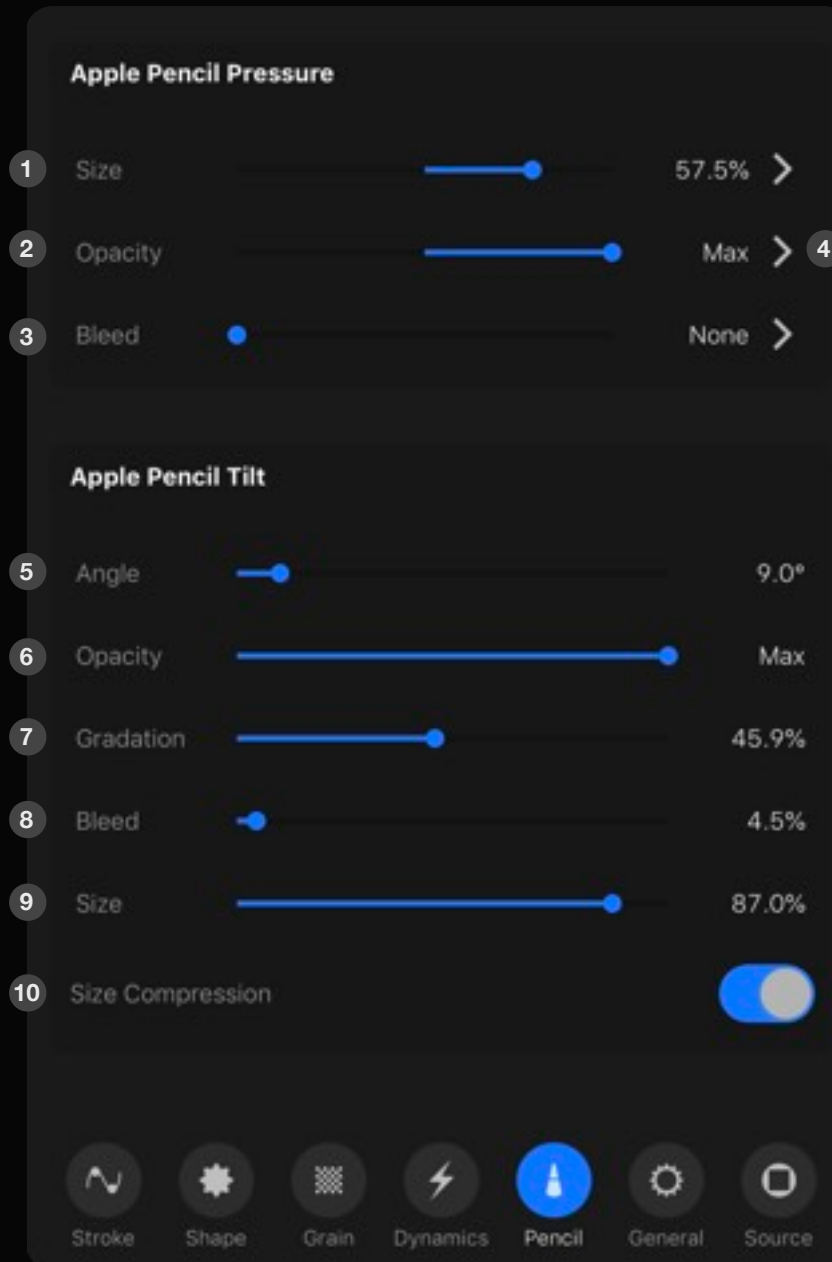 Apple Pencil Pressure
1 Size 57.5%
2 Opacity Max 4
3 Bleed None
Apple Pencil Tilt
5 Angle 9.0°
6 Opacity Max
7 Gradation 45.9%
8 Bleed 4.5%
9 Size 87.0%
10 Size Compression
Stroke Shape Grain Dynamics Pencil General Source